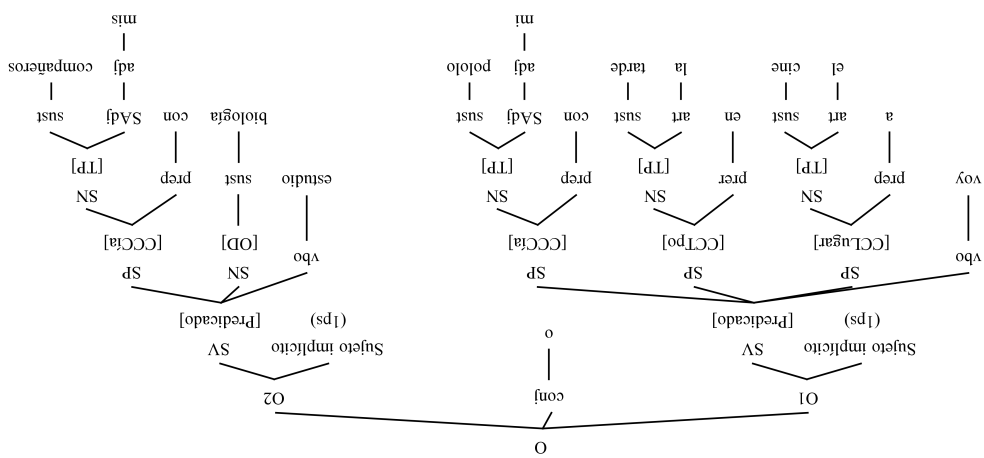 O
O1 conj O2
Sujeto implícito SV o Sujeto implícito SV
(1ps) [Predicado] (1ps) [Predicado]
vbo SP SP SP vbo SN SP
[CCLugar] [CCTpo] [CCCía] [OD] [CCCía]
voy prep SN prer SN prep SN estudio sust prep SN
[TP] [TP] [TP] [TP]
a art sust en art sust con SAdj sust biología con SAdj sust
el cine la tarde adj pololo adj compañeros
mi mis